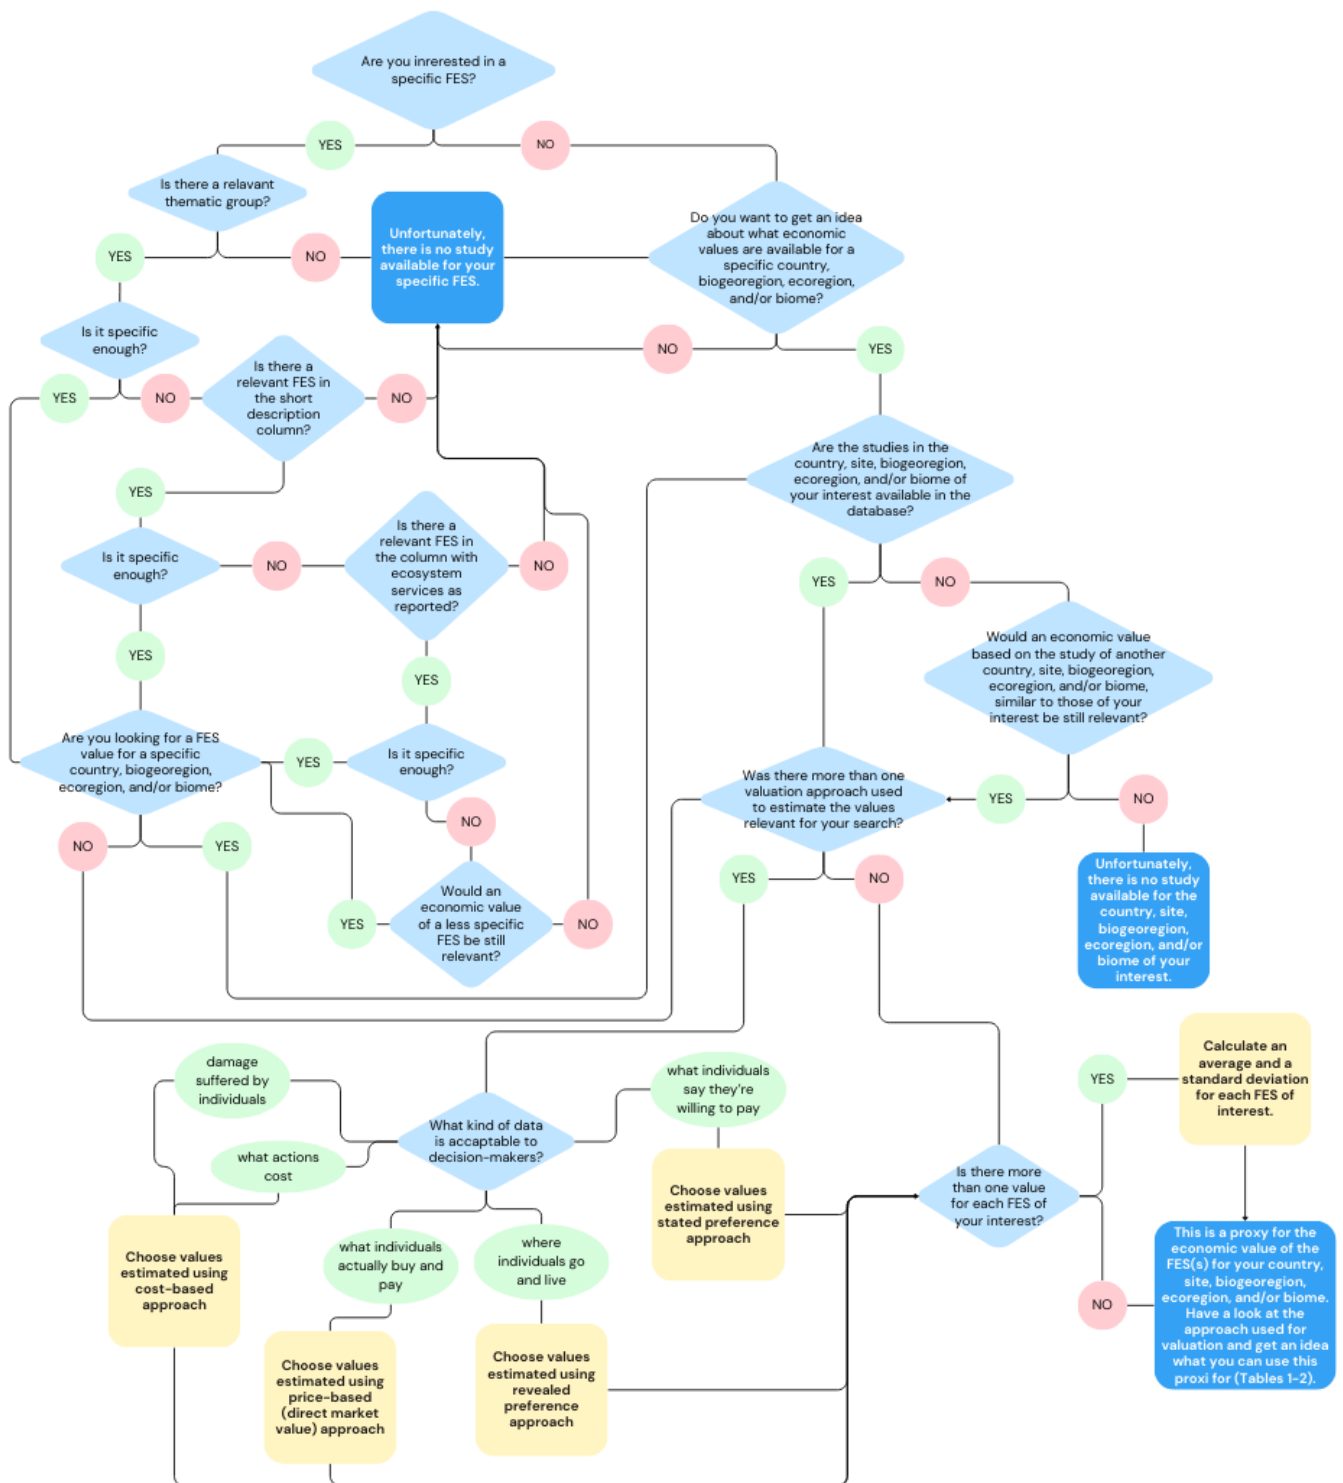 Are you inrerested in a
specific FES?
YES
NO
Is there a relavant
thematic group?
Unfortunately,
there is no study
available for your
specific FES.
Do you want to get an idea
about what economic
values are available for a
specific country,
biogeoregion, ecoregion,
and/or biome?
YES
NO
Is it specific
enough?
NO
YES
Is there a
relevant FES in
the short
description
column?
YES
NO
NO
Are the studies in the
country, site, biogeoregion,
ecoregion, and/or biome
of your interest available in the
database?
YES
Is there a
relevant FES in
the column with
ecosystem
services as
reported?
Is it specific
enough?
NO
NO
YES
NO
Would an economic value
based on the study of another
country, site, biogeoregion,
ecoregion, and/or biome,
similar to those of your
interest be still relevant?
YES
YES
Are you looking for a FES
value for a specific
country, biogeoregion,
ecoregion, and/or biome?
YES
Is it specific
enough?
Was there more than one
valuation approach used
to estimate the values
relevant for your search?
YES
NO
NO
NO
YES
YES
NO
Would an
economic value
of a less specific
FES be still
relevant?
YES
NO
Unfortunately,
there is no study
available for the
country, site,
biogeoregion,
ecoregion, and/or
biome of your
interest.
damage
suffered by
individuals
what individuals
say they're
willing to pay
Calculate an
average and a
standard deviation
for each FES of
interest.
YES
What kind of data
is accaptable to
decision-makers?
what actions
cost
Choose values
estimated using
stated preference
approach
Is there more
than one value
for each FES of
your interest?
Choose values
estimated using
cost-based
approach
what individuals
actually buy and
pay
where
individuals go
and live
NO
This is a proxy for the
economic value of the
FES(s) for your country,
site, biogeoregion,
ecoregion, and/or biome.
Have a look at the
approach used for
valuation and get an idea
what you can use this
proxi for (Tables 1-2).
Choose values
estimated using
price-based
(direct market
value) approach
Choose values
estimated using
revealed
preference
approach